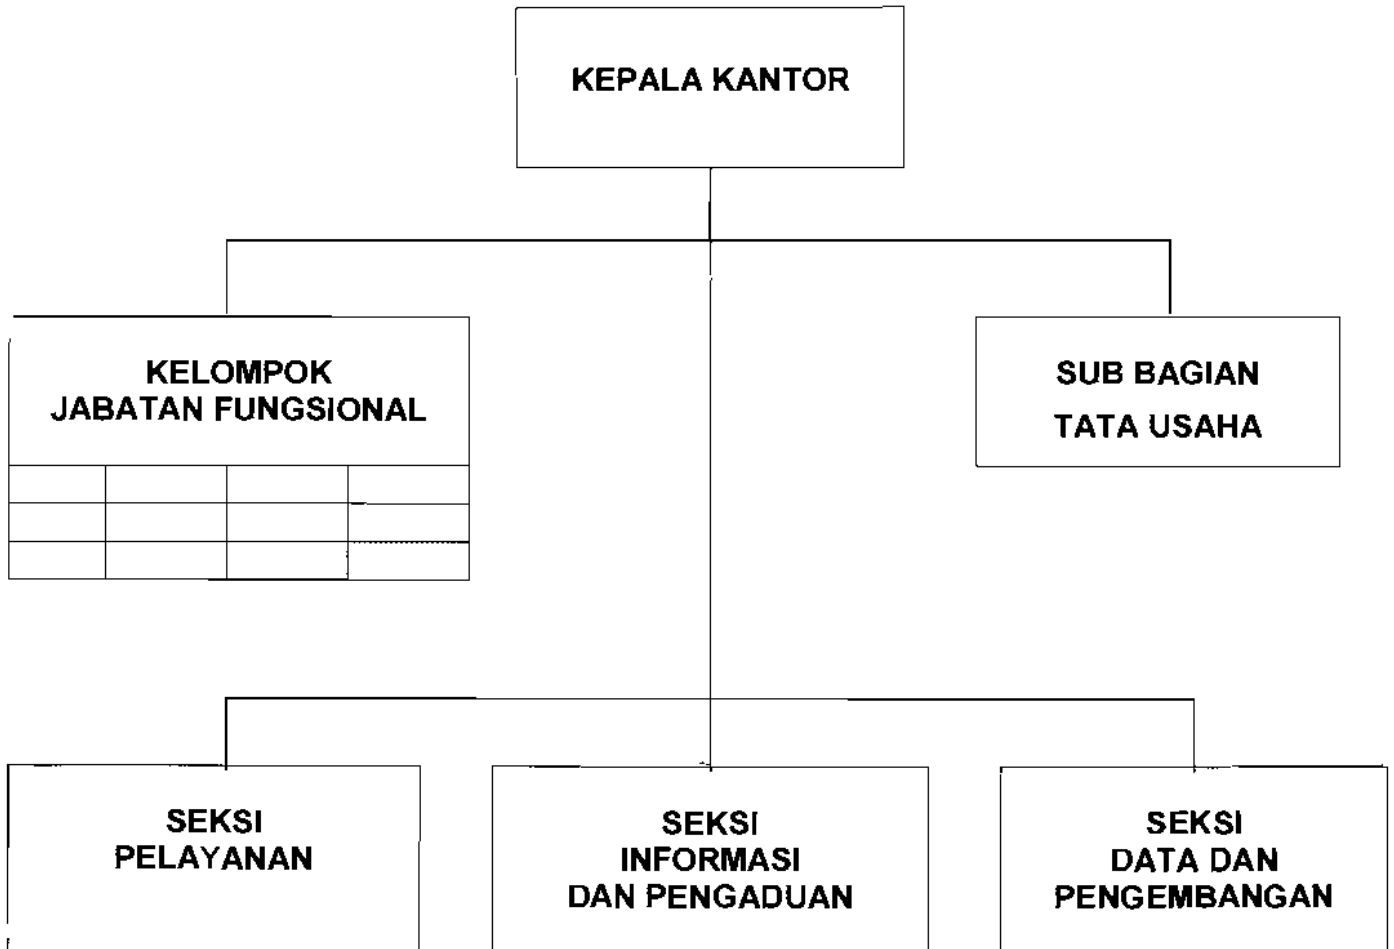 KEPALA KANTOR
KELOMPOK
JABATAN FUNGSIONAL
SUB BAGIAN
TATA USAHA
SEKSI
PELAYANAN
SEKSI
INFORMASI
DAN PENGADUAN
SEKSI
DATA DAN
PENGEMBANGAN